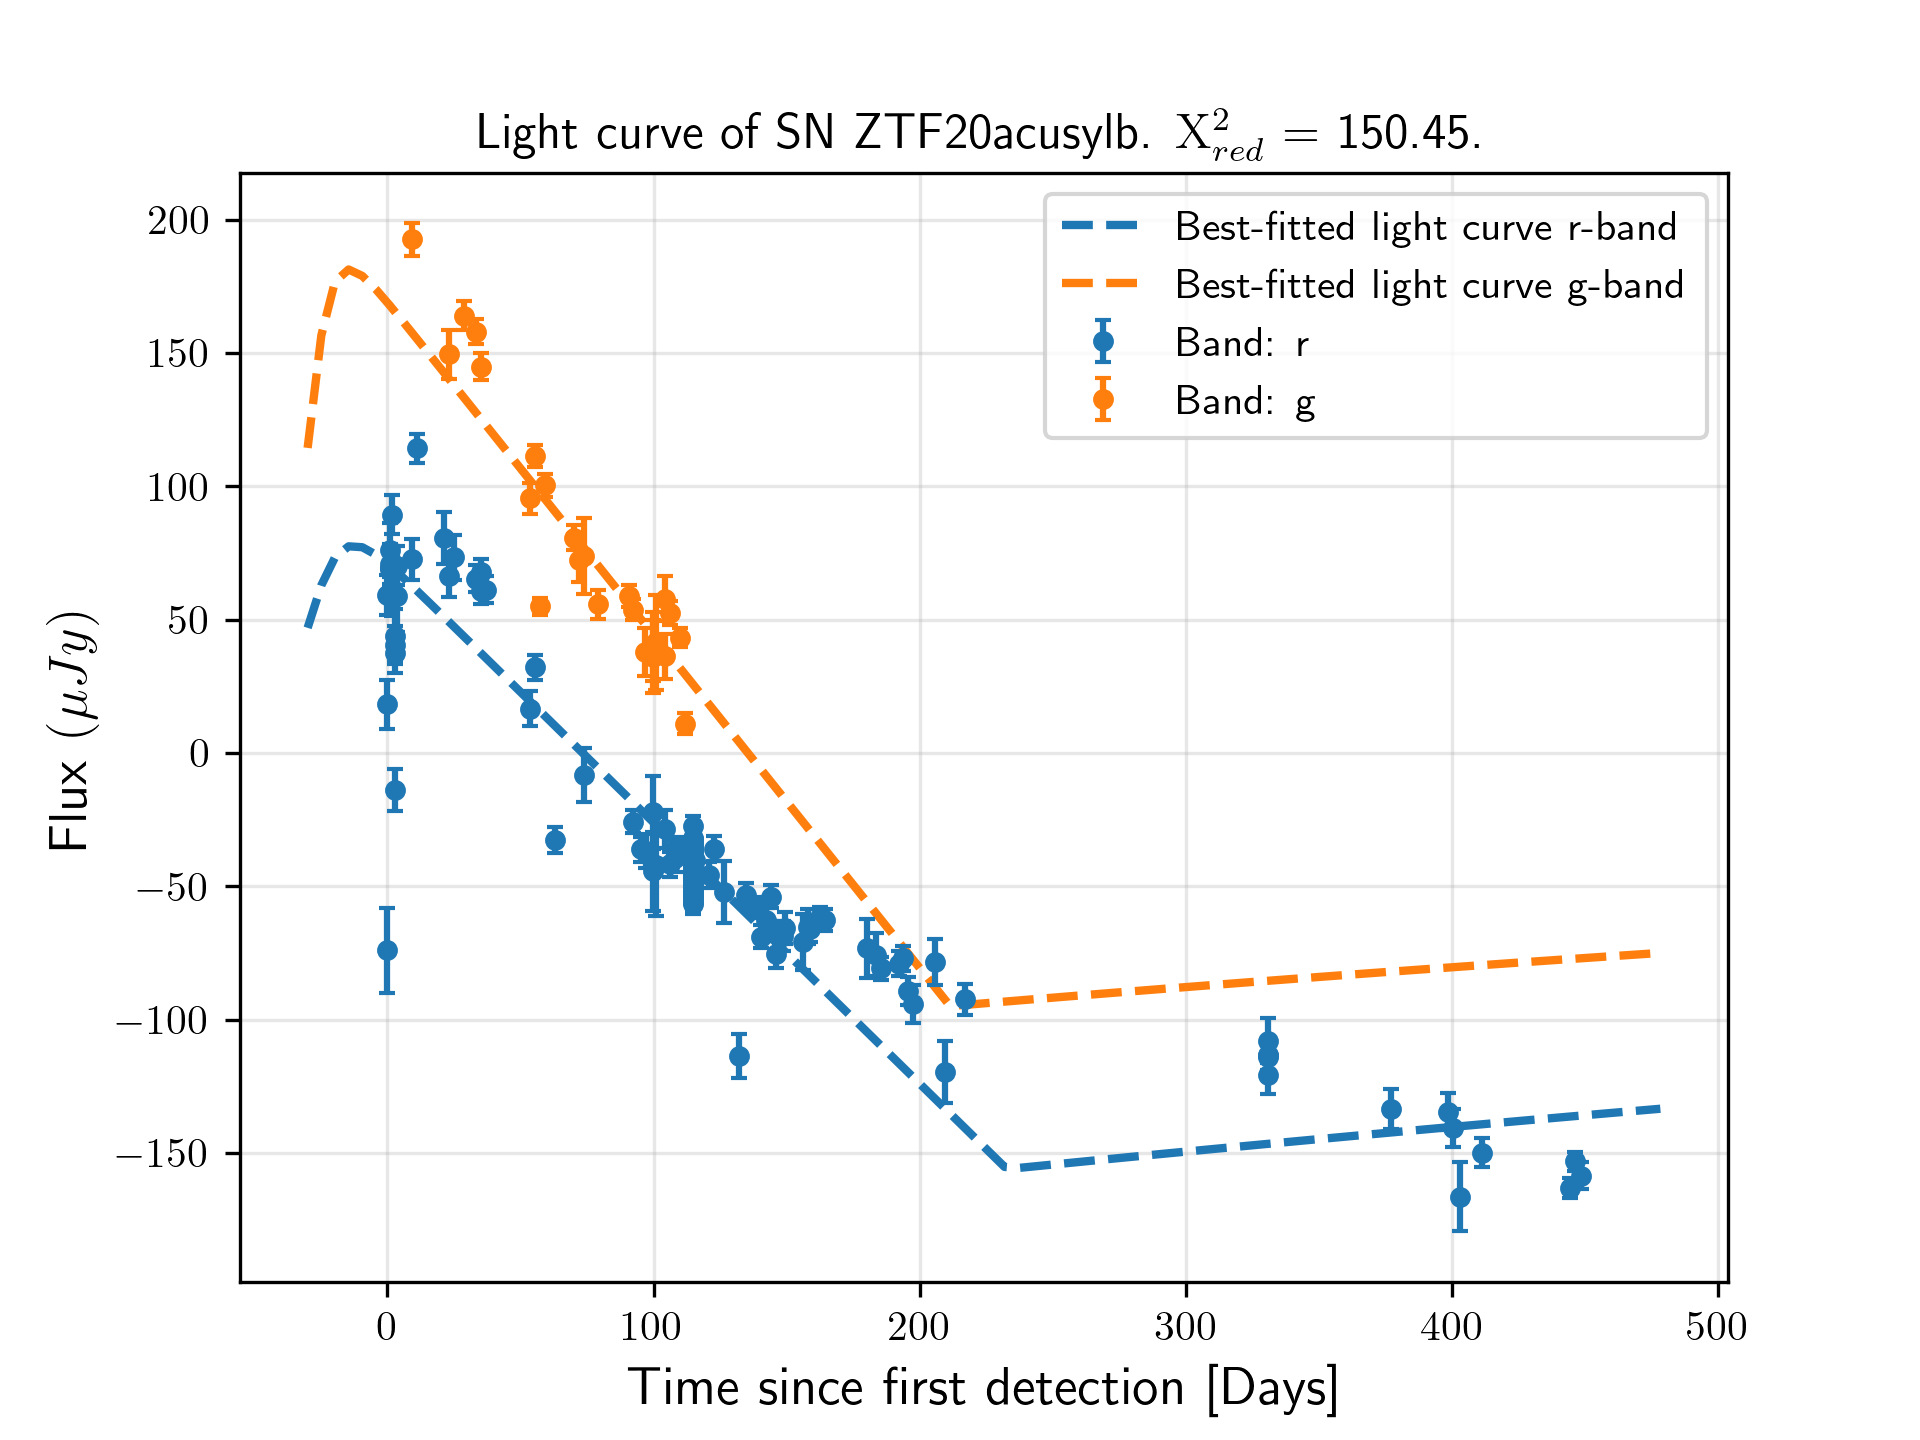 Light curve of SN ZTF20acusylb. X²_red = 150.45.
Best-fitted light curve r-band
Best-fitted light curve g-band
Band: r
Band: g
Flux (μJy)
200
150
100
50
0
−50
−100
−150
0 100 200 300 400 500
Time since first detection [Days]